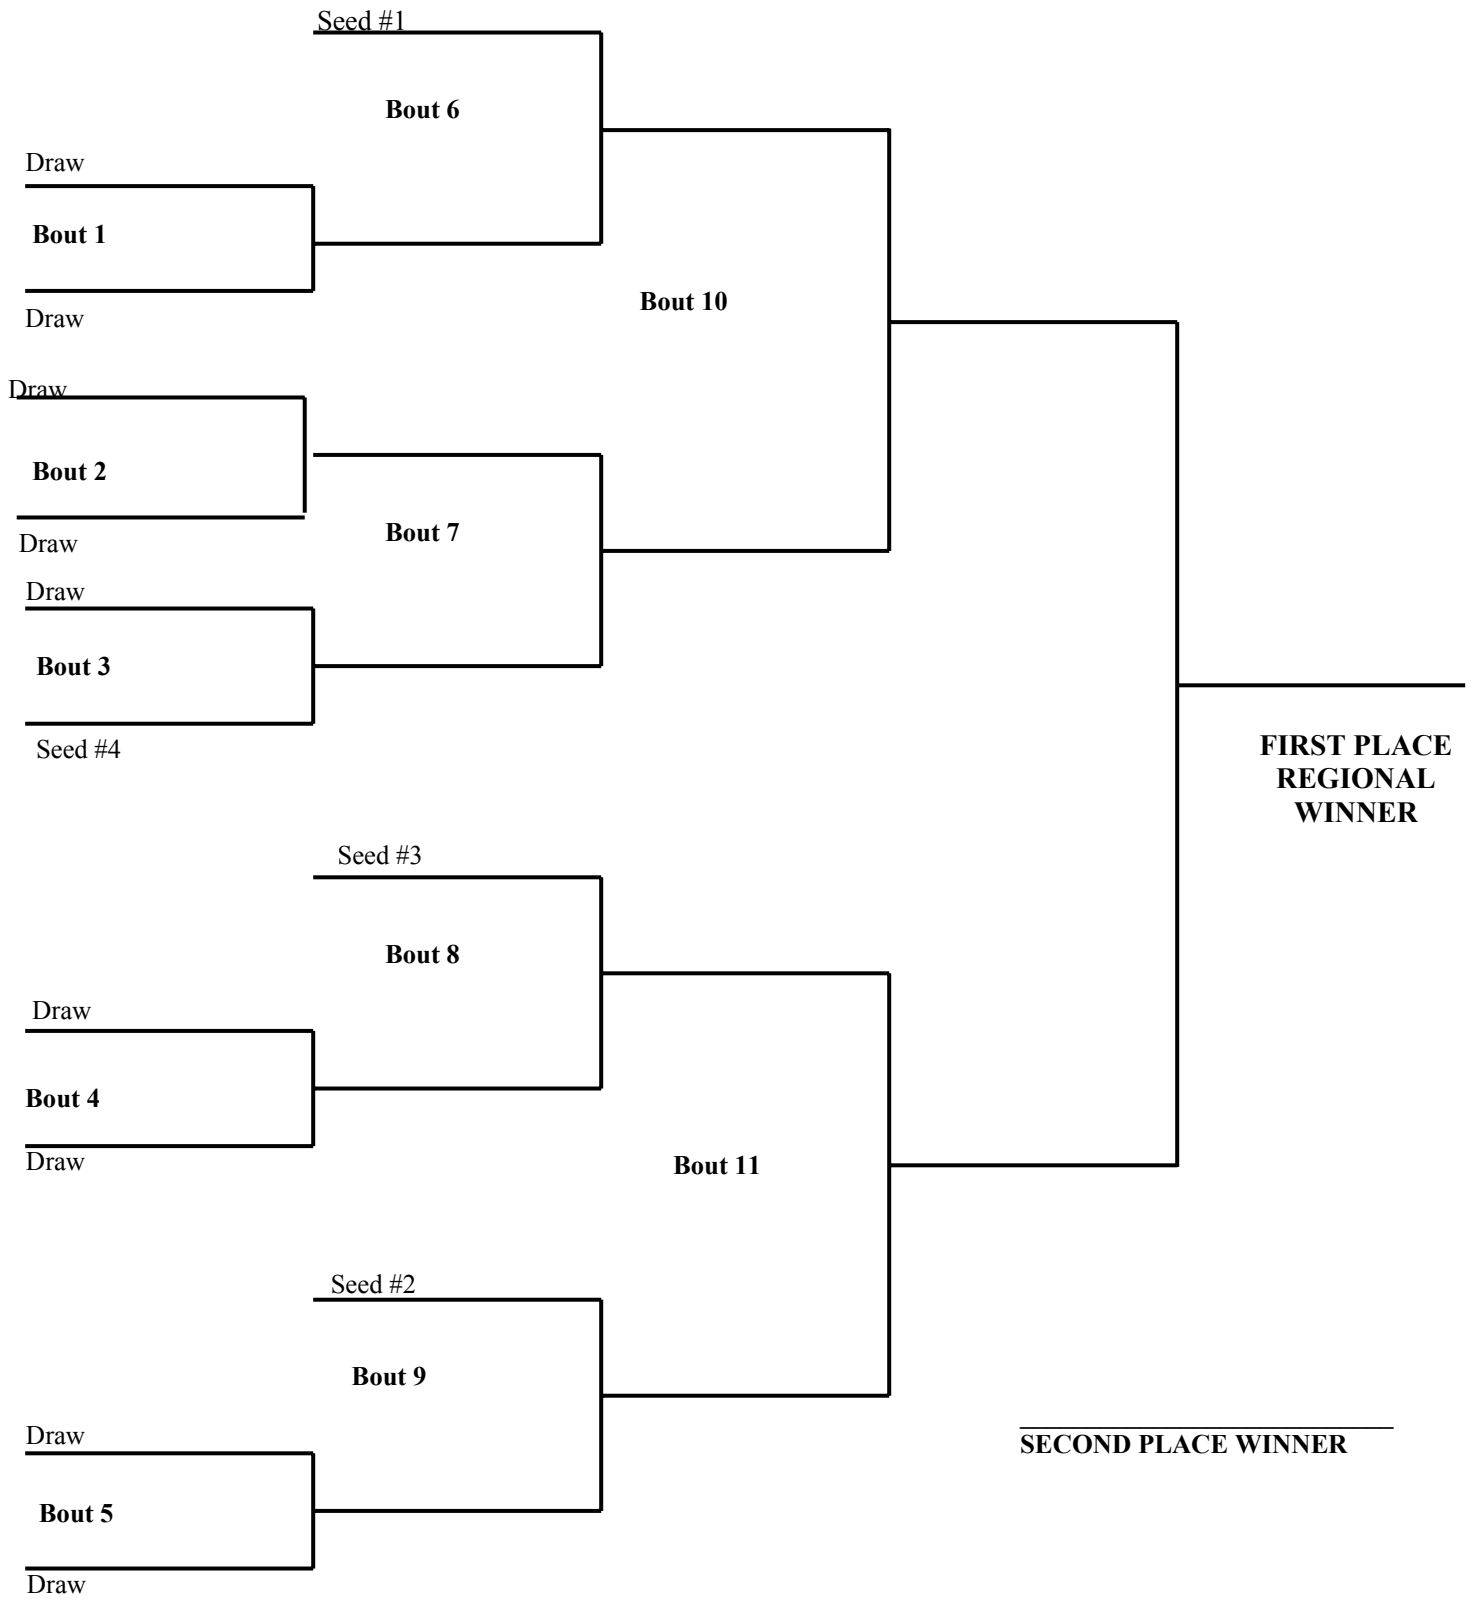 Seed #1
Bout 6
Draw
Bout 1
Draw
Bout 10
Draw
Bout 2
Draw
Bout 7
Draw
Bout 3
Seed #4
FIRST PLACE
REGIONAL
WINNER
Seed #3
Bout 8
Draw
Bout 4
Draw
Bout 11
Seed #2
Bout 9
Draw
SECOND PLACE WINNER
Bout 5
Draw